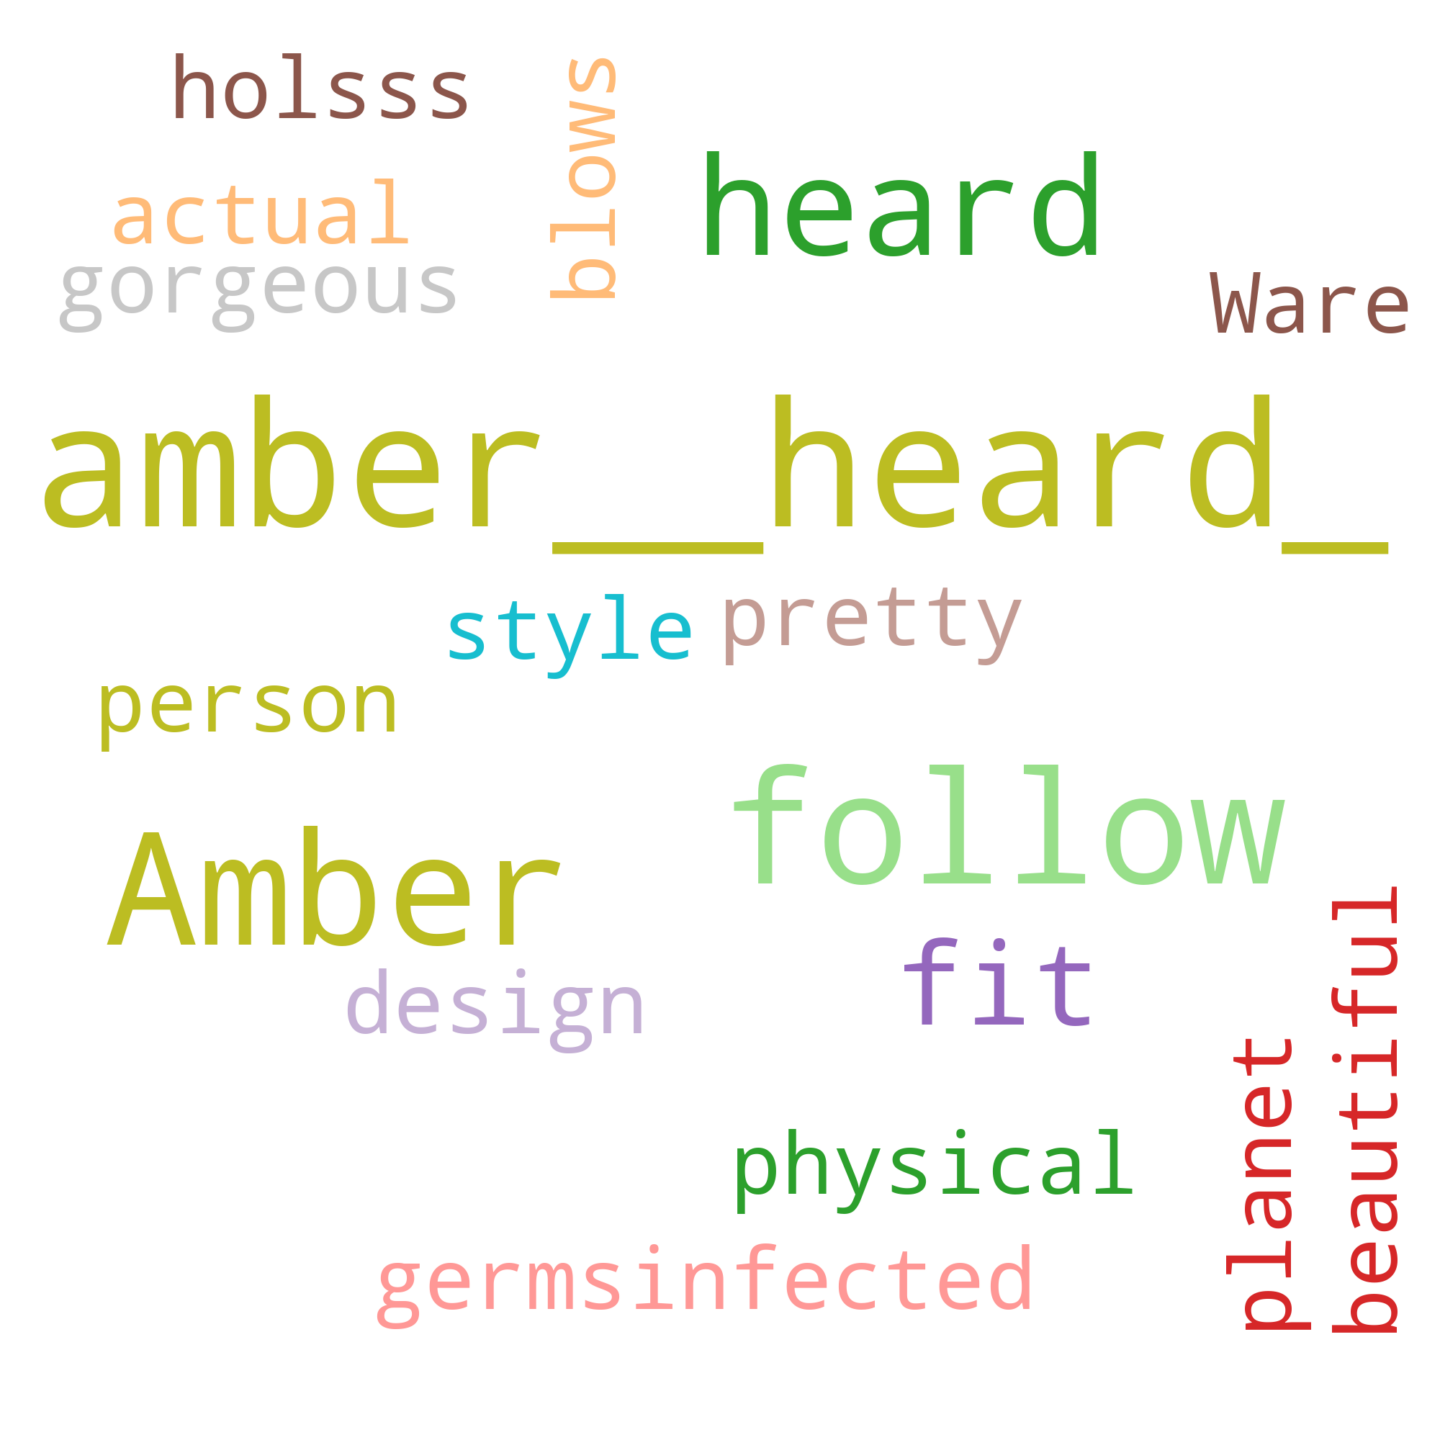 holsss
blows
heard
actual
gorgeous
Ware
amber__heard_
style
pretty
person
follow
Amber
fit
design
beautiful
planet
physical
germsinfected